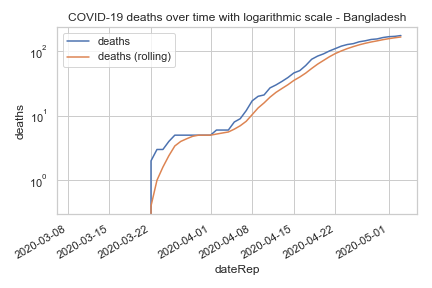 COVID-19 deaths over time with logarithmic scale - Bangladesh
deaths
deaths (rolling)
10²
10¹
10⁰
deaths
2020-03-08
2020-03-15
2020-03-22
2020-04-01
2020-04-08
2020-04-15
2020-04-22
2020-05-01
dateRep